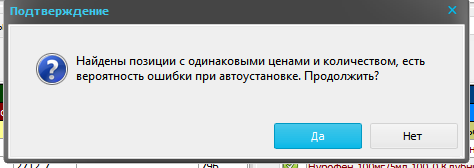 Подтверждение
Найдены позиции с одинаковыми ценами и количеством, есть
вероятность ошибки при автоустановке. Продолжить?
Да
Нет